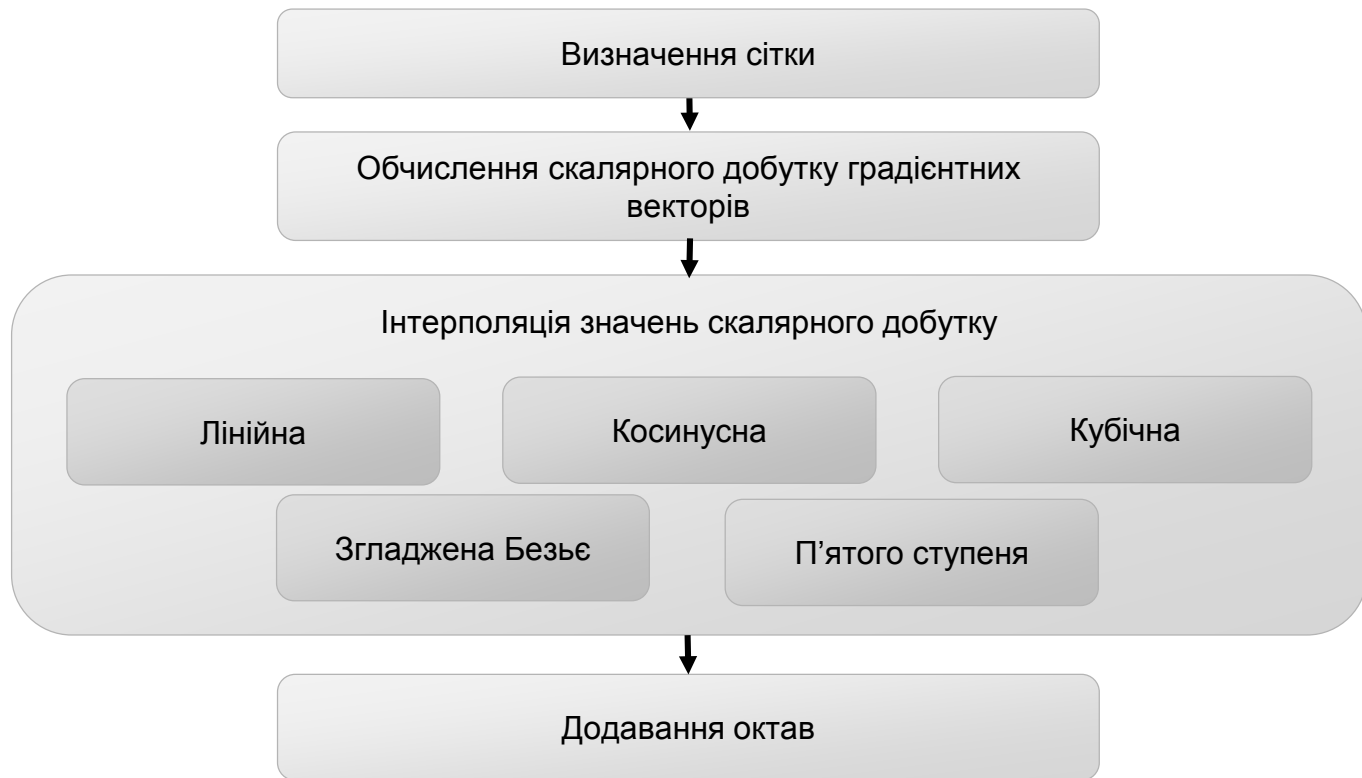 Визначення сітки
Обчислення скалярного добутку градієнтних
векторів
Інтерполяція значень скалярного добутку
Лінійна
Косинусна
Кубічна
Згладжена Безьє
П’ятого ступеня
Додавання октав